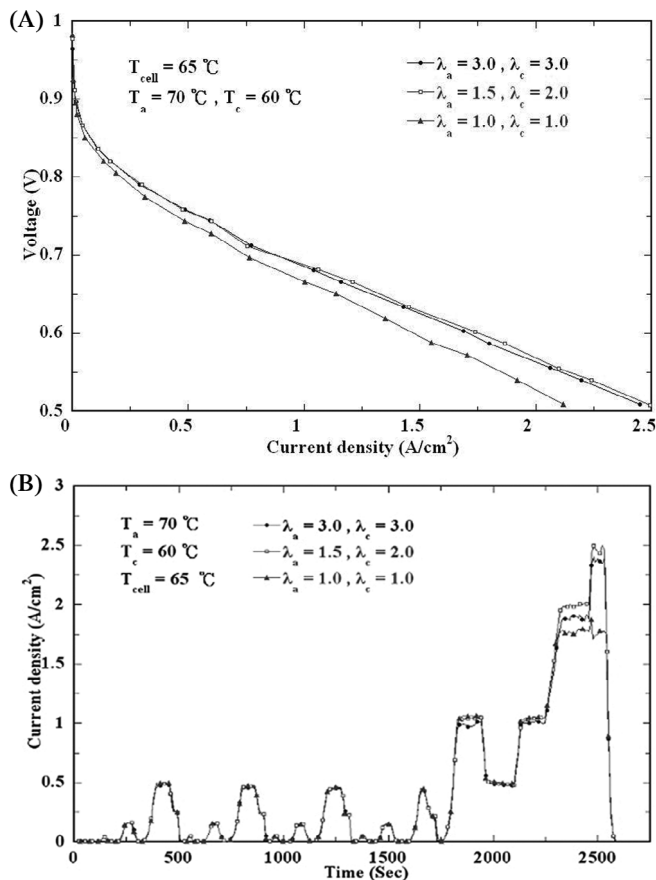 (A)
1
0.9
0.8
0.7
0.6
0.5
Voltage (V)
T_cell = 65 ℃
T_a = 70 ℃ , T_c = 60 ℃
λ_a = 3.0 , λ_c = 3.0
λ_a = 1.5 , λ_c = 2.0
λ_a = 1.0 , λ_c = 1.0
0 0.5 1 1.5 2 2.5
Current density (A/cm²)
(B)
3
2.5
2
1.5
1
0.5
0
Current density (A/cm²)
T_a = 70 ℃
T_c = 60 ℃
T_cell = 65 ℃
λ_a = 3.0 , λ_c = 3.0
λ_a = 1.5 , λ_c = 2.0
λ_a = 1.0 , λ_c = 1.0
0 500 1000 1500 2000 2500
Time (Sec)